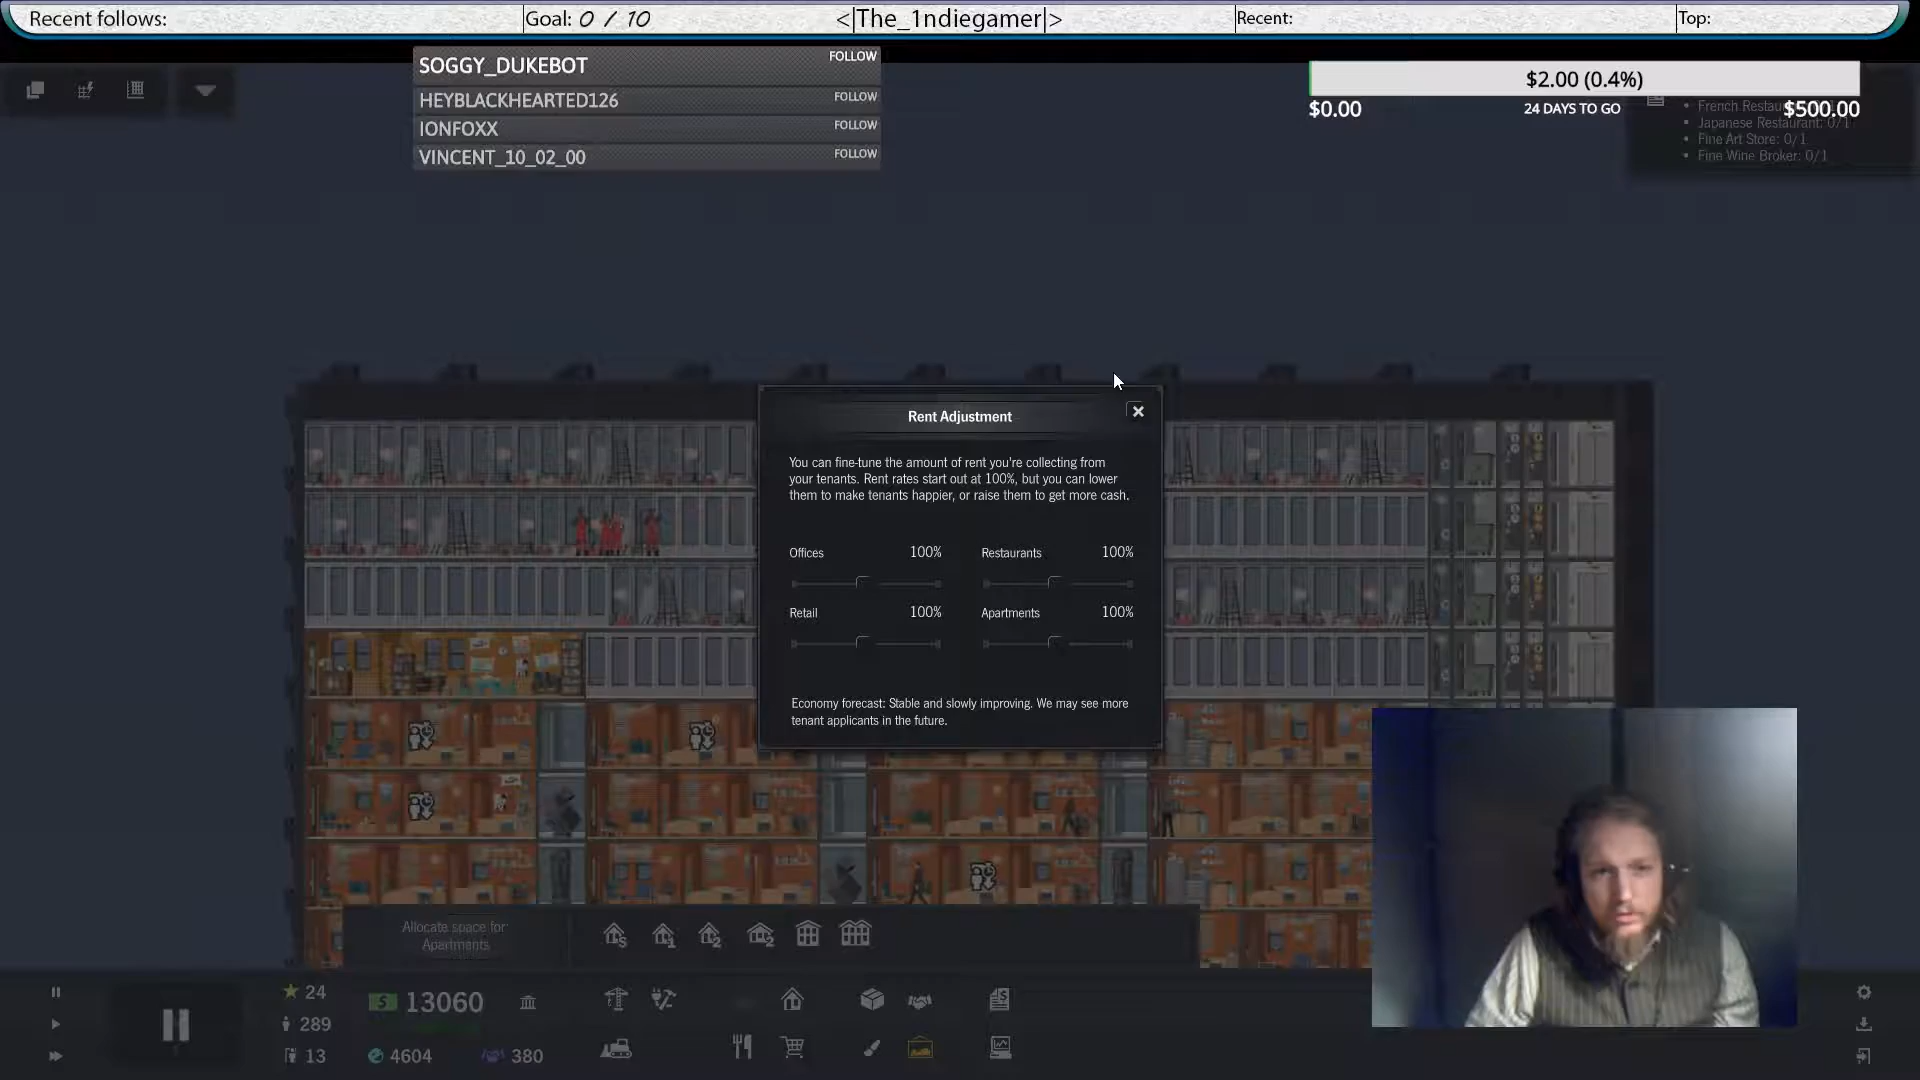 Recent follows:
Goal: 0 / 10
<|The_1ndiegamer|>
Recent:
Top:
SOGGY_DUKEBOT FOLLOW
HEYBLACKHEARTED126 FOLLOW
IONFOXX FOLLOW
VINCENT_10_02_00 FOLLOW
$2.00 (0.4%)
$0.00 24 DAYS TO GO $500.00
• French Restau
• Japanese Restaurant: 0/1
• Fine Art Store: 0/1
• Fine Wine Broker: 0/1
Rent Adjustment
You can fine-tune the amount of rent you're collecting from
your tenants. Rent rates start out at 100%, but you can lower
them to make tenants happier, or raise them to get more cash.
Offices 100% Restaurants 100%
Retail 100% Apartments 100%
Economy forecast: Stable and slowly improving. We may see more
tenant applicants in the future.
Allocate space for:
Apartments
24
13060
289
13
4604
380